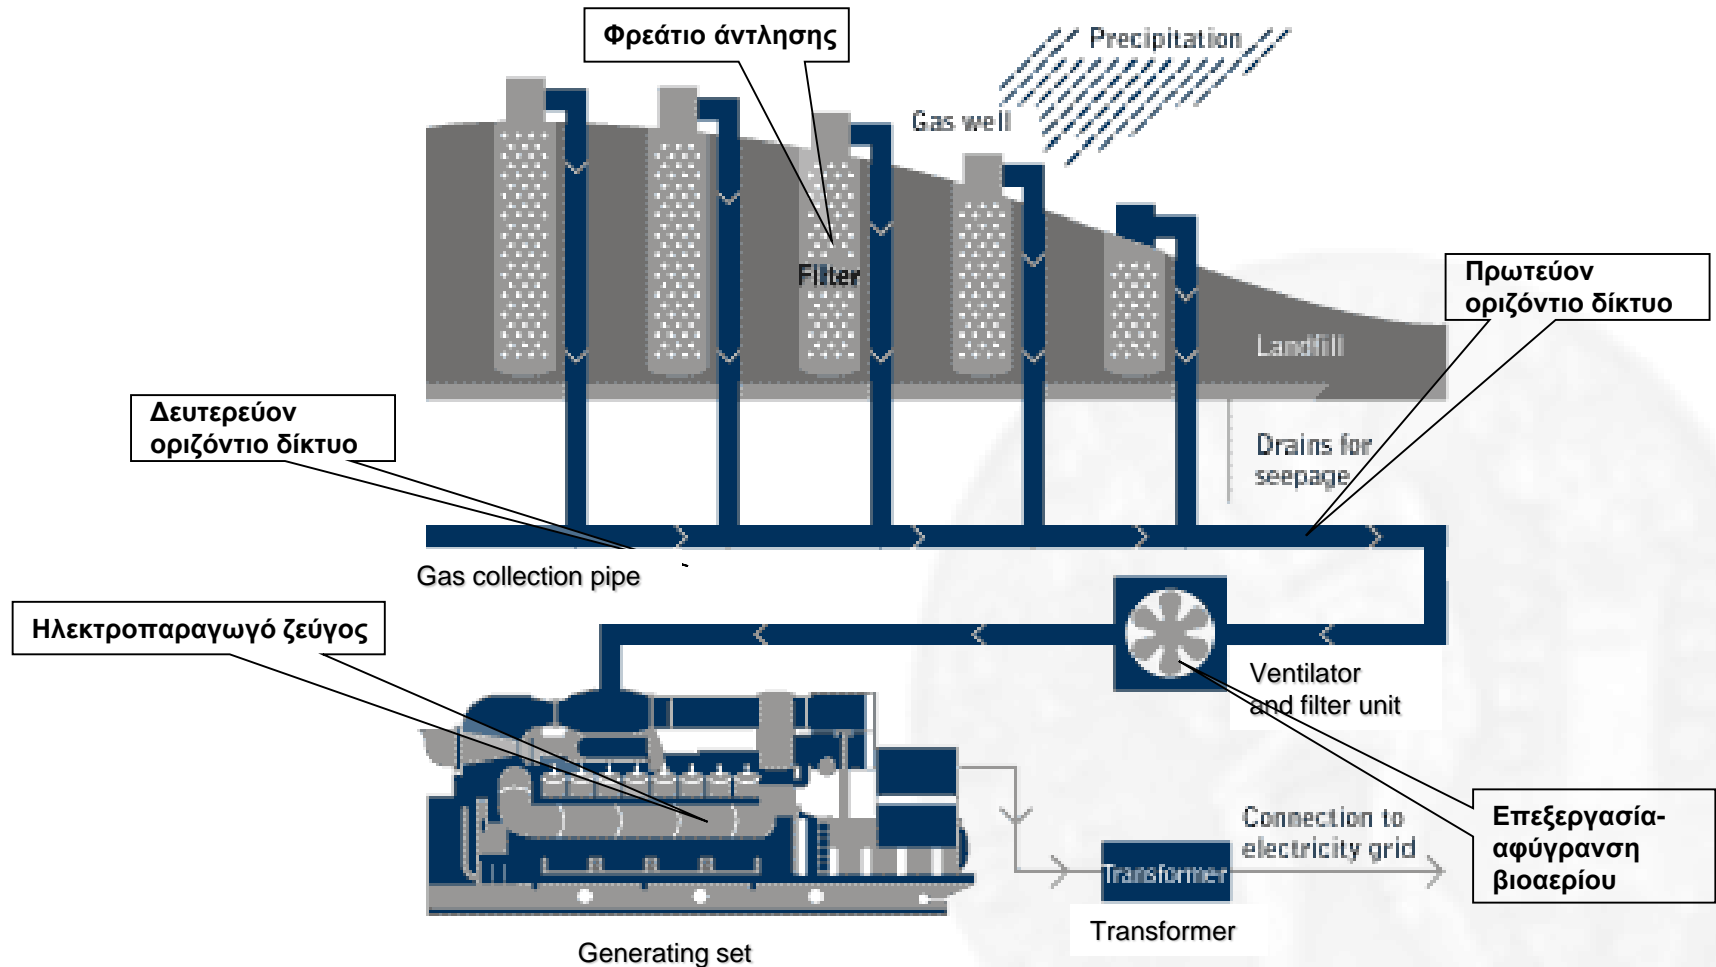 Φρεάτιο άντλησης
Precipitation
Gas well
Filter
Πρωτεύον
οριζόντιο δίκτυο
Landfill
Δευτερεύον
οριζόντιο δίκτυο
Drains for
seepage
Gas collection pipe
Ηλεκτροπαραγωγό ζεύγος
Ventilator
and filter unit
Connection to
electricity grid
Επεξεργασία-
αφύγρανση
βιοαερίου
Transformer
Transformer
Generating set